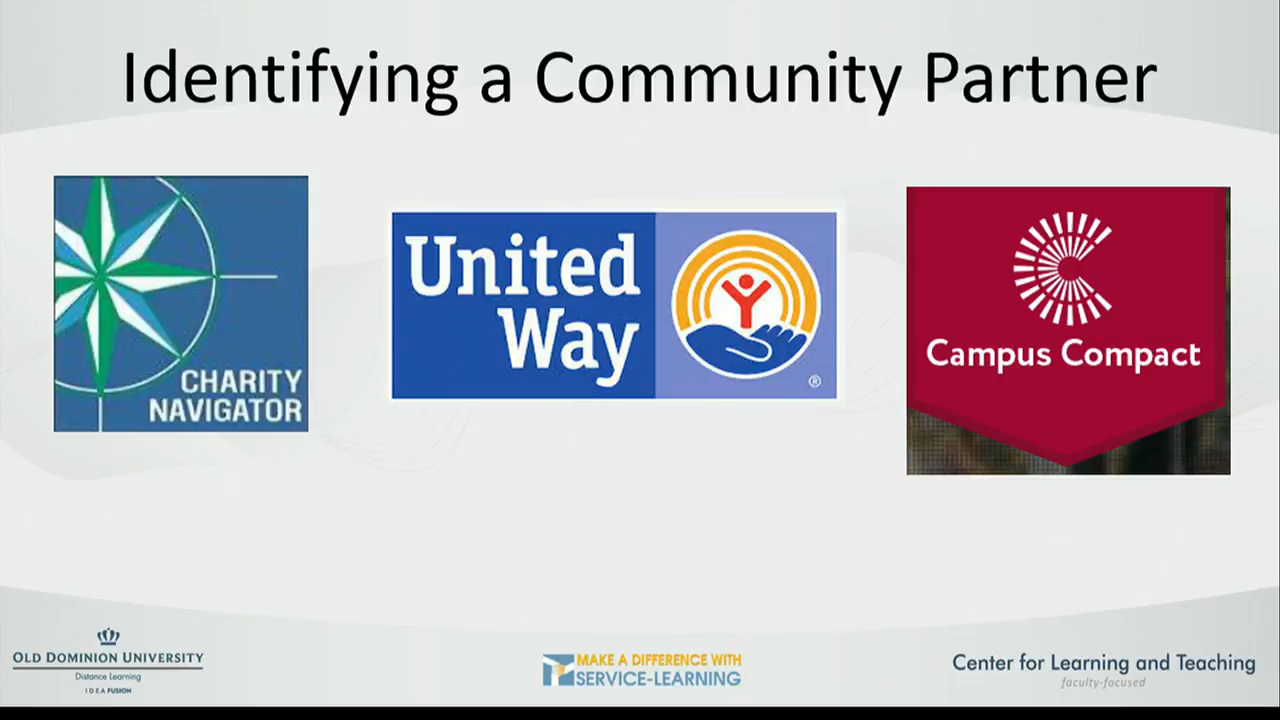 Identifying a Community Partner
CHARITY
NAVIGATOR
United
Way
®
Campus Compact
OLD DOMINION UNIVERSITY
Distance Learning
IDEA FUSION
MAKE A DIFFERENCE WITH
SERVICE-LEARNING
Center for Learning and Teaching
faculty-focused